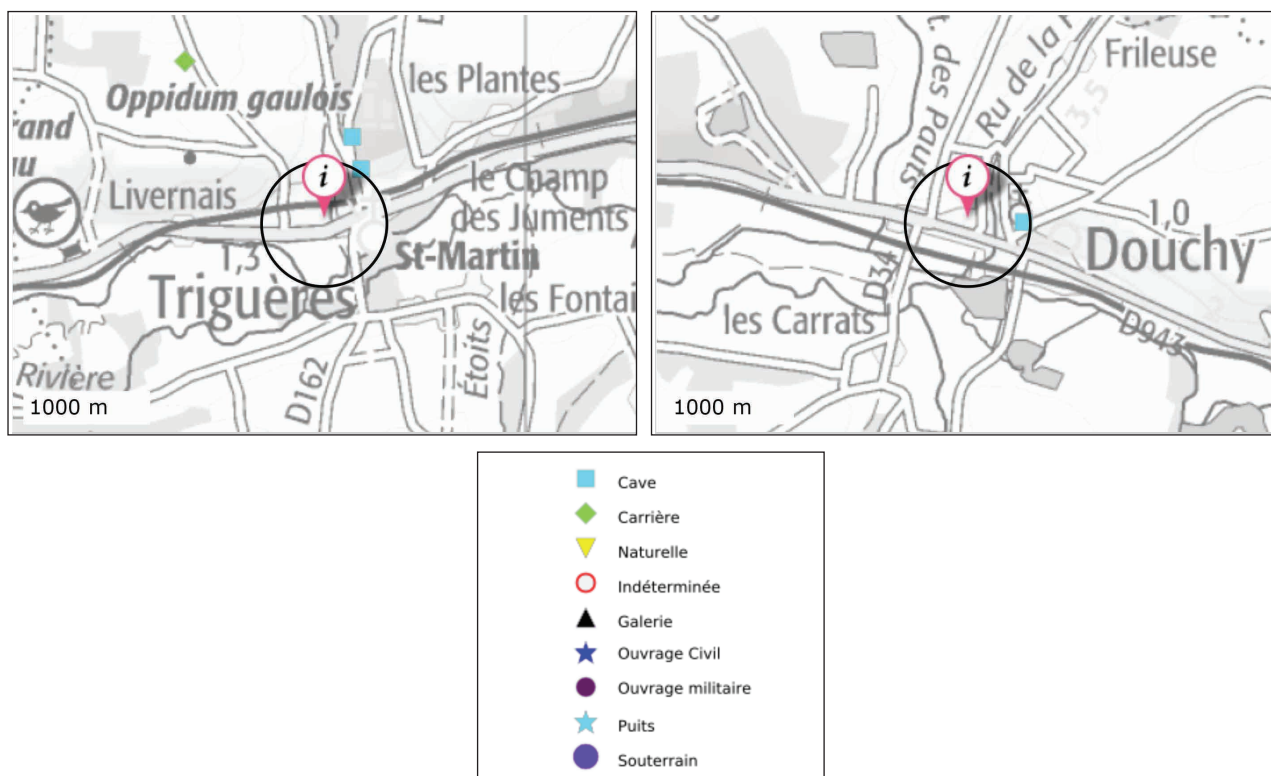 les Plantes
Oppidum gaulois
rand
au
Livernais
i
le Champ
des Juments
1,3
St-Martin
Triguères
les Fontai
Rivière
D162
Étoits
1000 m
t. des Pauts
Ru de la
Frileuse
3,5
i
1,0
Douchy
D34
les Carrats
D943
1000 m
Cave
Carrière
Naturelle
Indéterminée
Galerie
Ouvrage Civil
Ouvrage militaire
Puits
Souterrain